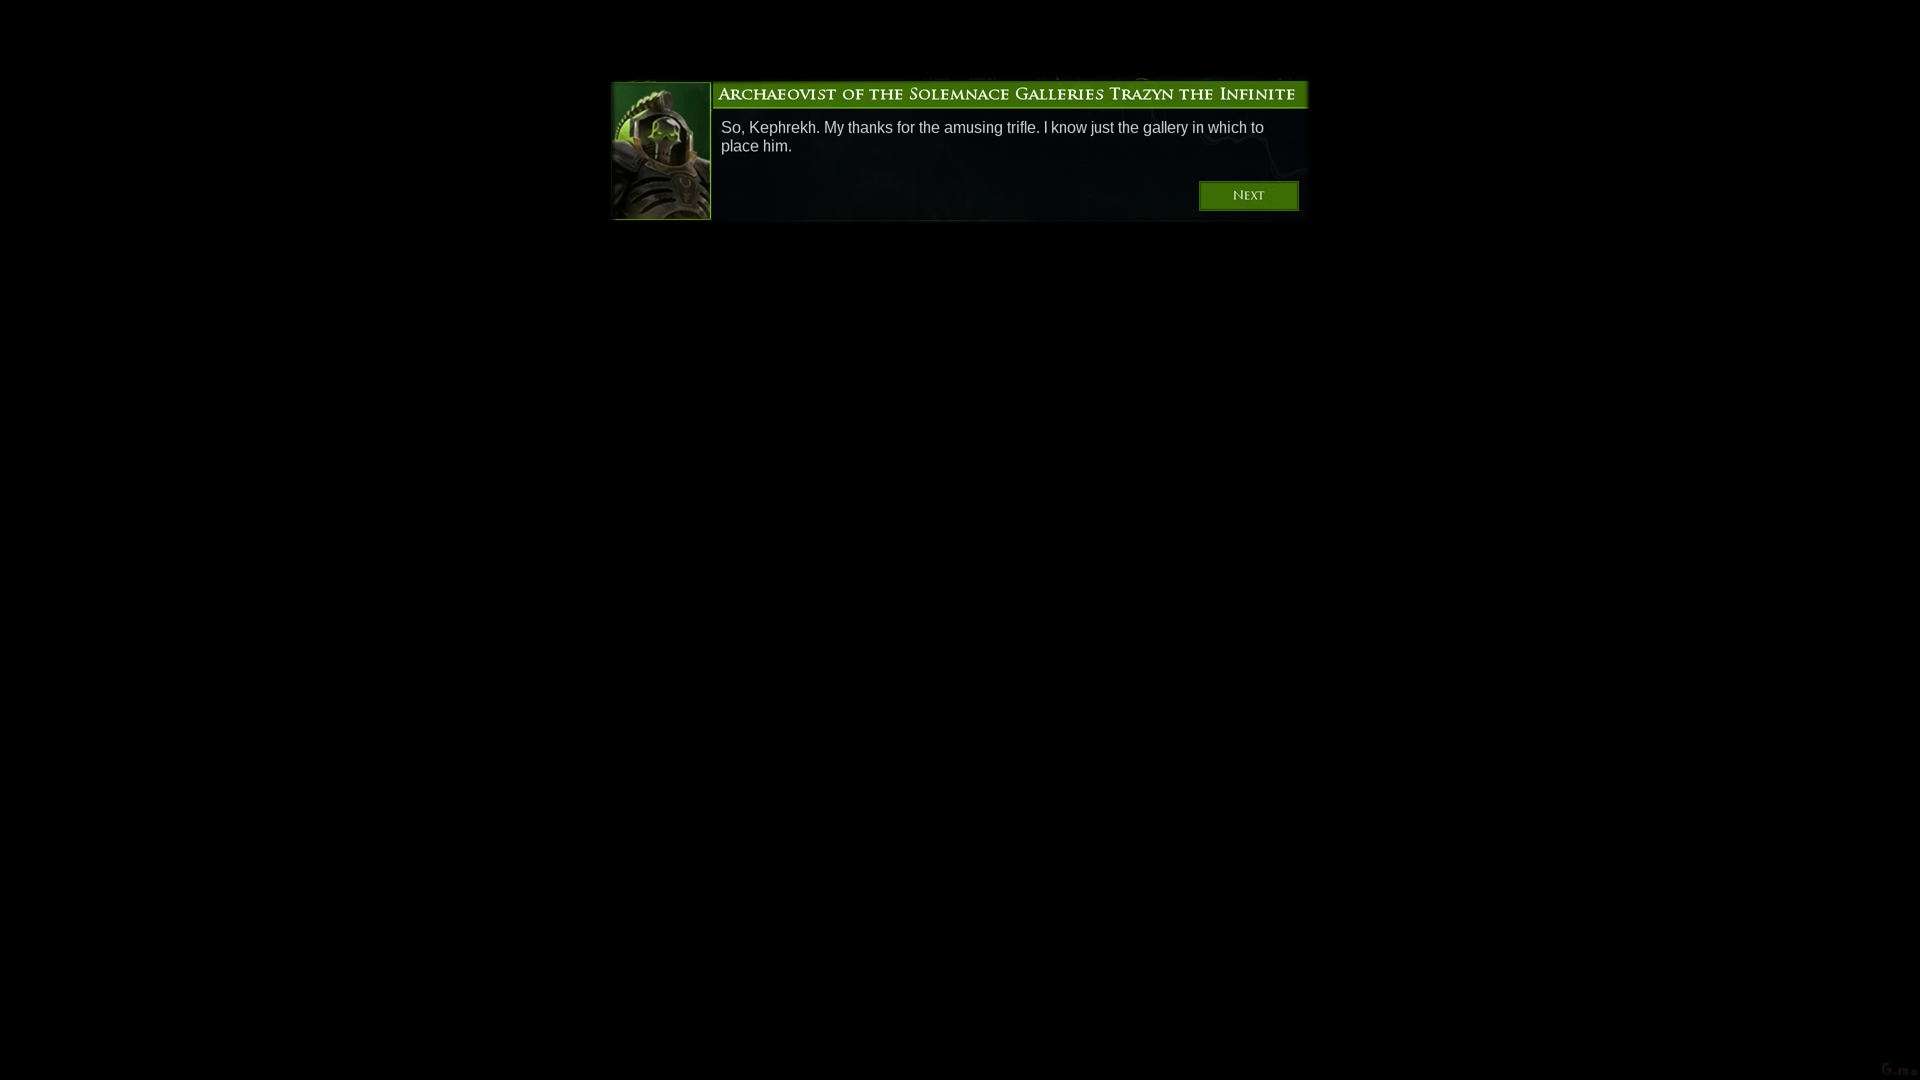 Archaeovist of the Solemnace Galleries Trazyn the Infinite
So, Kephrekh. My thanks for the amusing trifle. I know just the gallery in which to
place him.
Next